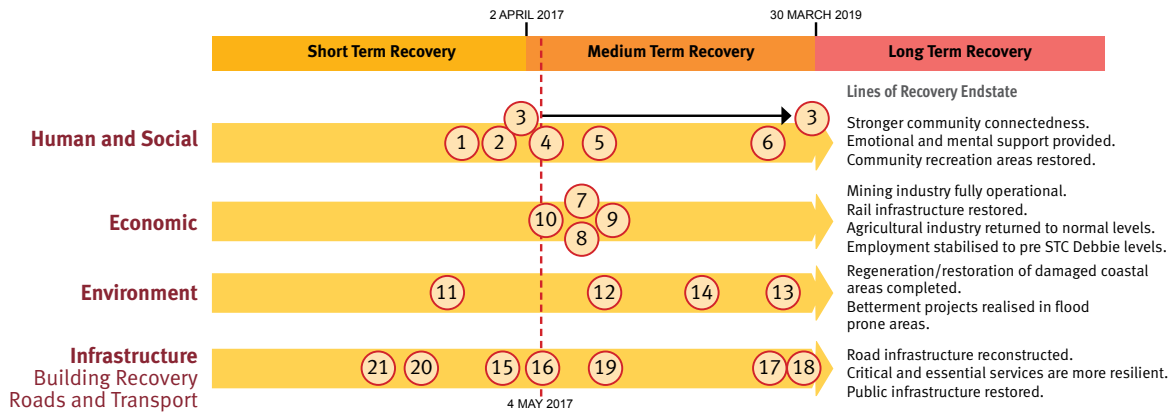 2 APRIL 2017
30 MARCH 2019
Short Term Recovery
Medium Term Recovery
Long Term Recovery
Lines of Recovery Endstate
Human and Social
1
2
3
4
5
6
3
Stronger community connectedness.
Emotional and mental support provided.
Community recreation areas restored.
Economic
10
7
8
9
Mining industry fully operational.
Rail infrastructure restored.
Agricultural industry returned to normal levels.
Employment stabilised to pre STC Debbie levels.
Environment
11
12
14
13
Regeneration/restoration of damaged coastal
areas completed.
Betterment projects realised in flood
prone areas.
Infrastructure
Building Recovery
Roads and Transport
21
20
15
16
19
17
18
Road infrastructure reconstructed.
Critical and essential services are more resilient.
Public infrastructure restored.
4 MAY 2017